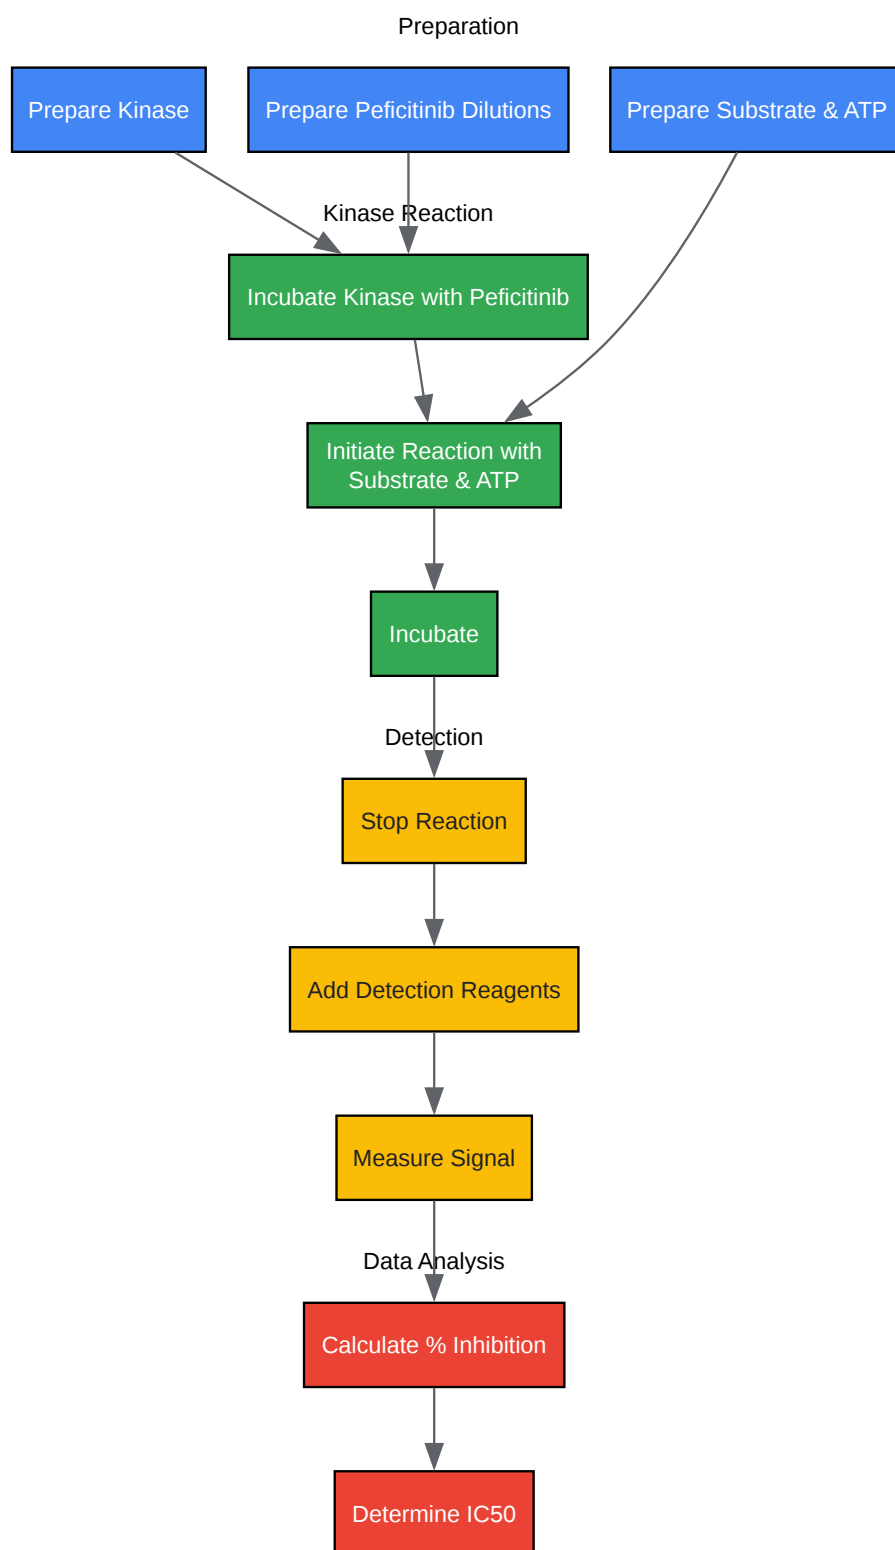 Preparation
Prepare Kinase
Prepare Peficitinib Dilutions
Prepare Substrate & ATP
Kinase Reaction
Incubate Kinase with Peficitinib
Initiate Reaction with
Substrate & ATP
Incubate
Detection
Stop Reaction
Add Detection Reagents
Measure Signal
Data Analysis
Calculate % Inhibition
Determine IC50